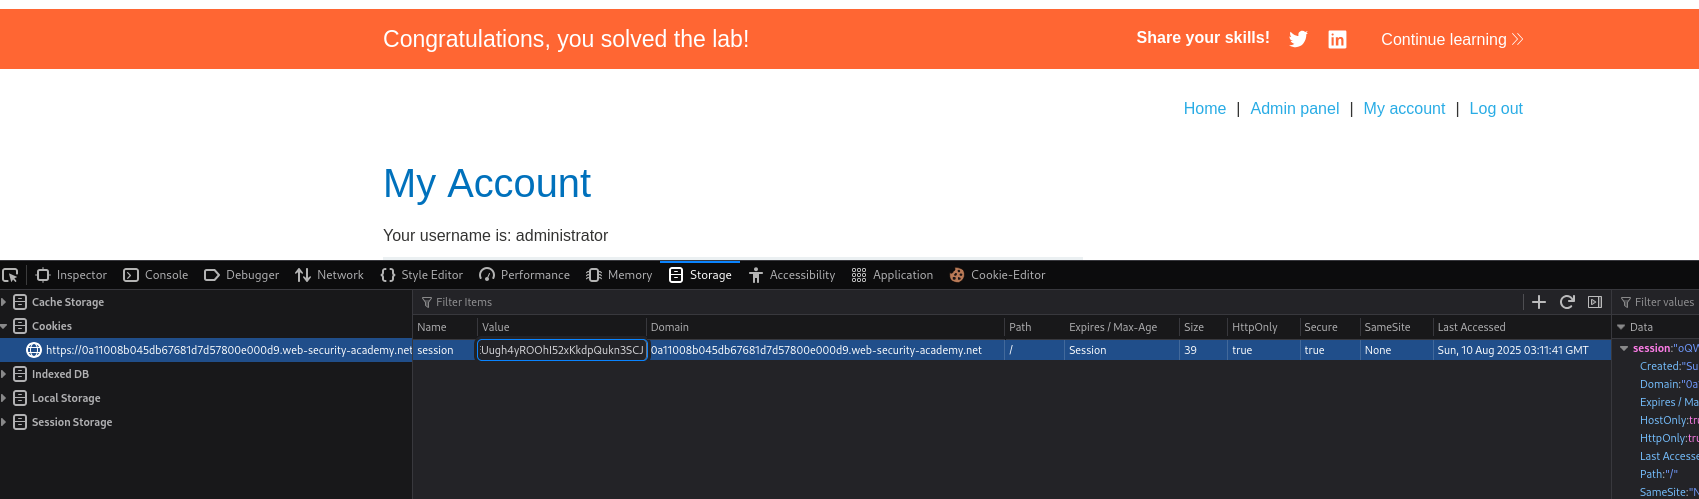 Congratulations, you solved the lab! Share your skills! Continue learning
Home | Admin panel | My account | Log out
My Account
Your username is: administrator
Inspector Console Debugger Network Style Editor Performance Memory Storage Accessibility Application Cookie-Editor
Cache Storage Filter Items Filter values
Cookies Name Value Domain Path Expires / Max-Age Size HttpOnly Secure SameSite Last Accessed Data
https://0a11008b045db67681d7d57800e000d9.web-security-academy.net session Uugh4yROOhI52xKkdpQukn3SCJ 0a11008b045db67681d7d57800e000d9.web-security-academy.net / Session 39 true true None Sun, 10 Aug 2025 03:11:41 GMT session:"oQW
Created:"Su
Indexed DB Domain:"0a
Local Storage Expires / Ma
HostOnly:tr
Session Storage HttpOnly:tru
Last Accesse
Path:"/"
SameSite:"N